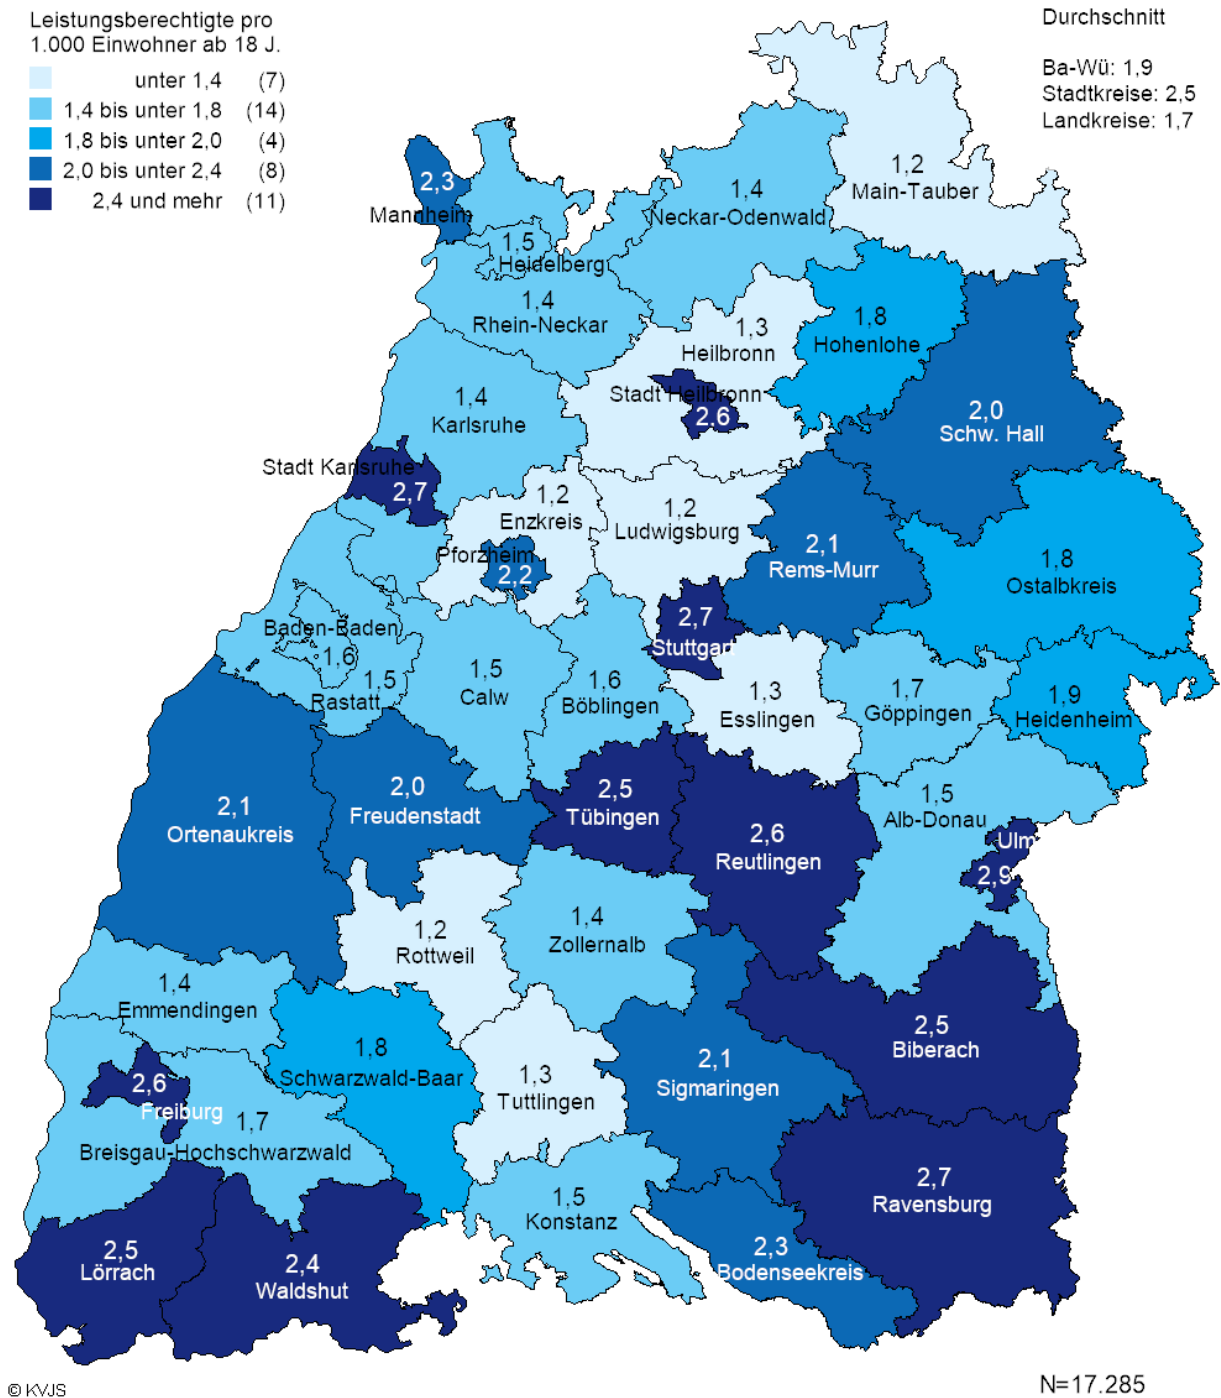 Leistungsberechtigte pro
1.000 Einwohner ab 18 J.
unter 1,4 (7)
1,4 bis unter 1,8 (14)
1,8 bis unter 2,0 (4)
2,0 bis unter 2,4 (8)
2,4 und mehr (11)
Durchschnitt
Ba-Wü: 1,9
Stadtkreise: 2,5
Landkreise: 1,7
1,2
Main-Tauber
2,3
Mannheim
1,4
Neckar-Odenwald
1,5
Heidelberg
1,4
Rhein-Neckar
1,3
Heilbronn
1,8
Hohenlohe
Stadt Heilbronn
2,6
1,4
Karlsruhe
2,0
Schw. Hall
Stadt Karlsruhe
2,7
1,2
Enzkreis
1,2
Ludwigsburg
2,1
Rems-Murr
1,8
Ostalbkreis
Pforzheim
2,2
2,7
Stuttgart
Baden-Baden
1,6
1,5
Rastatt
1,5
Calw
1,6
Böblingen
1,3
Esslingen
1,7
Göppingen
1,9
Heidenheim
2,1
Ortenaukreis
2,0
Freudenstadt
2,5
Tübingen
2,6
Reutlingen
1,5
Alb-Donau
Ulm
2,9
1,2
Rottweil
1,4
Zollernalb
1,4
Emmendingen
1,8
Schwarzwald-Baar
1,3
Tuttlingen
2,1
Sigmaringen
2,5
Biberach
2,6
Freiburg
1,7
Breisgau-Hochschwarzwald
1,5
Konstanz
2,7
Ravensburg
2,5
Lörrach
2,4
Waldshut
2,3
Bodenseekreis
© KVJS
N=17.285